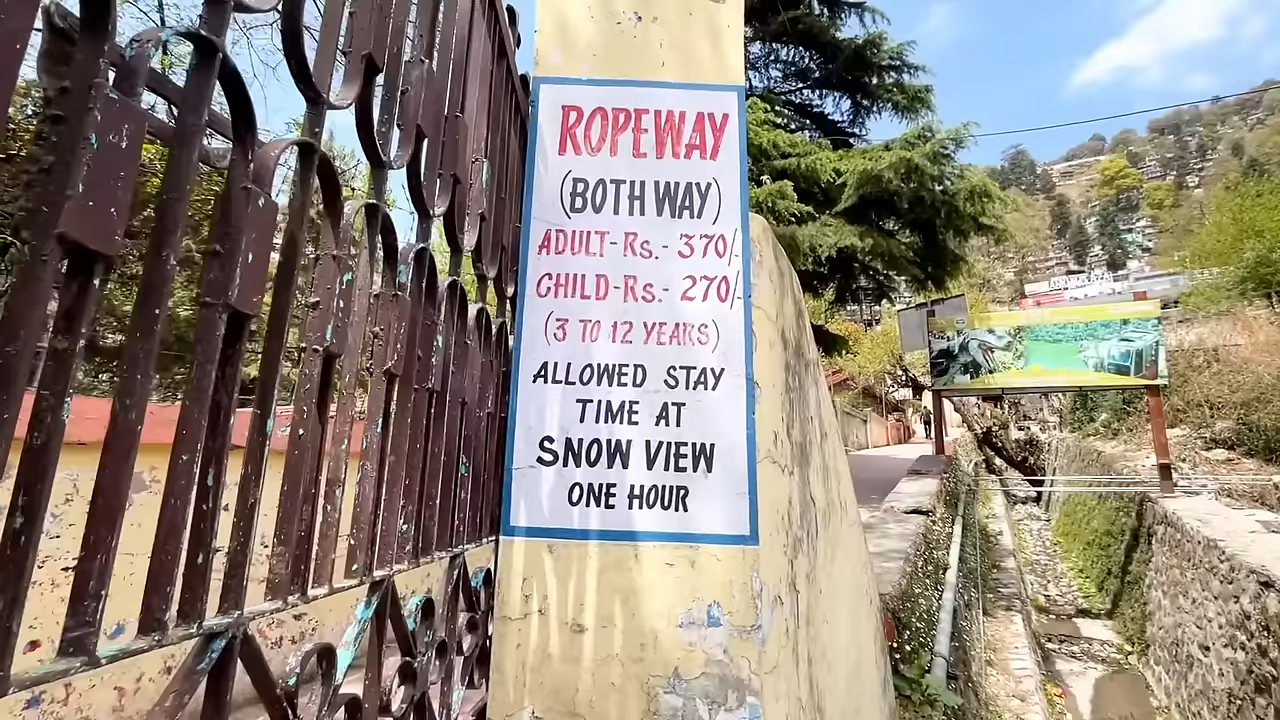 ROPEWAY
(BOTH WAY)
ADULT-Rs.- 370/-
CHILD-Rs.- 270/-
(3 TO 12 YEARS)
ALLOWED STAY
TIME AT
SNOW VIEW
ONE HOUR